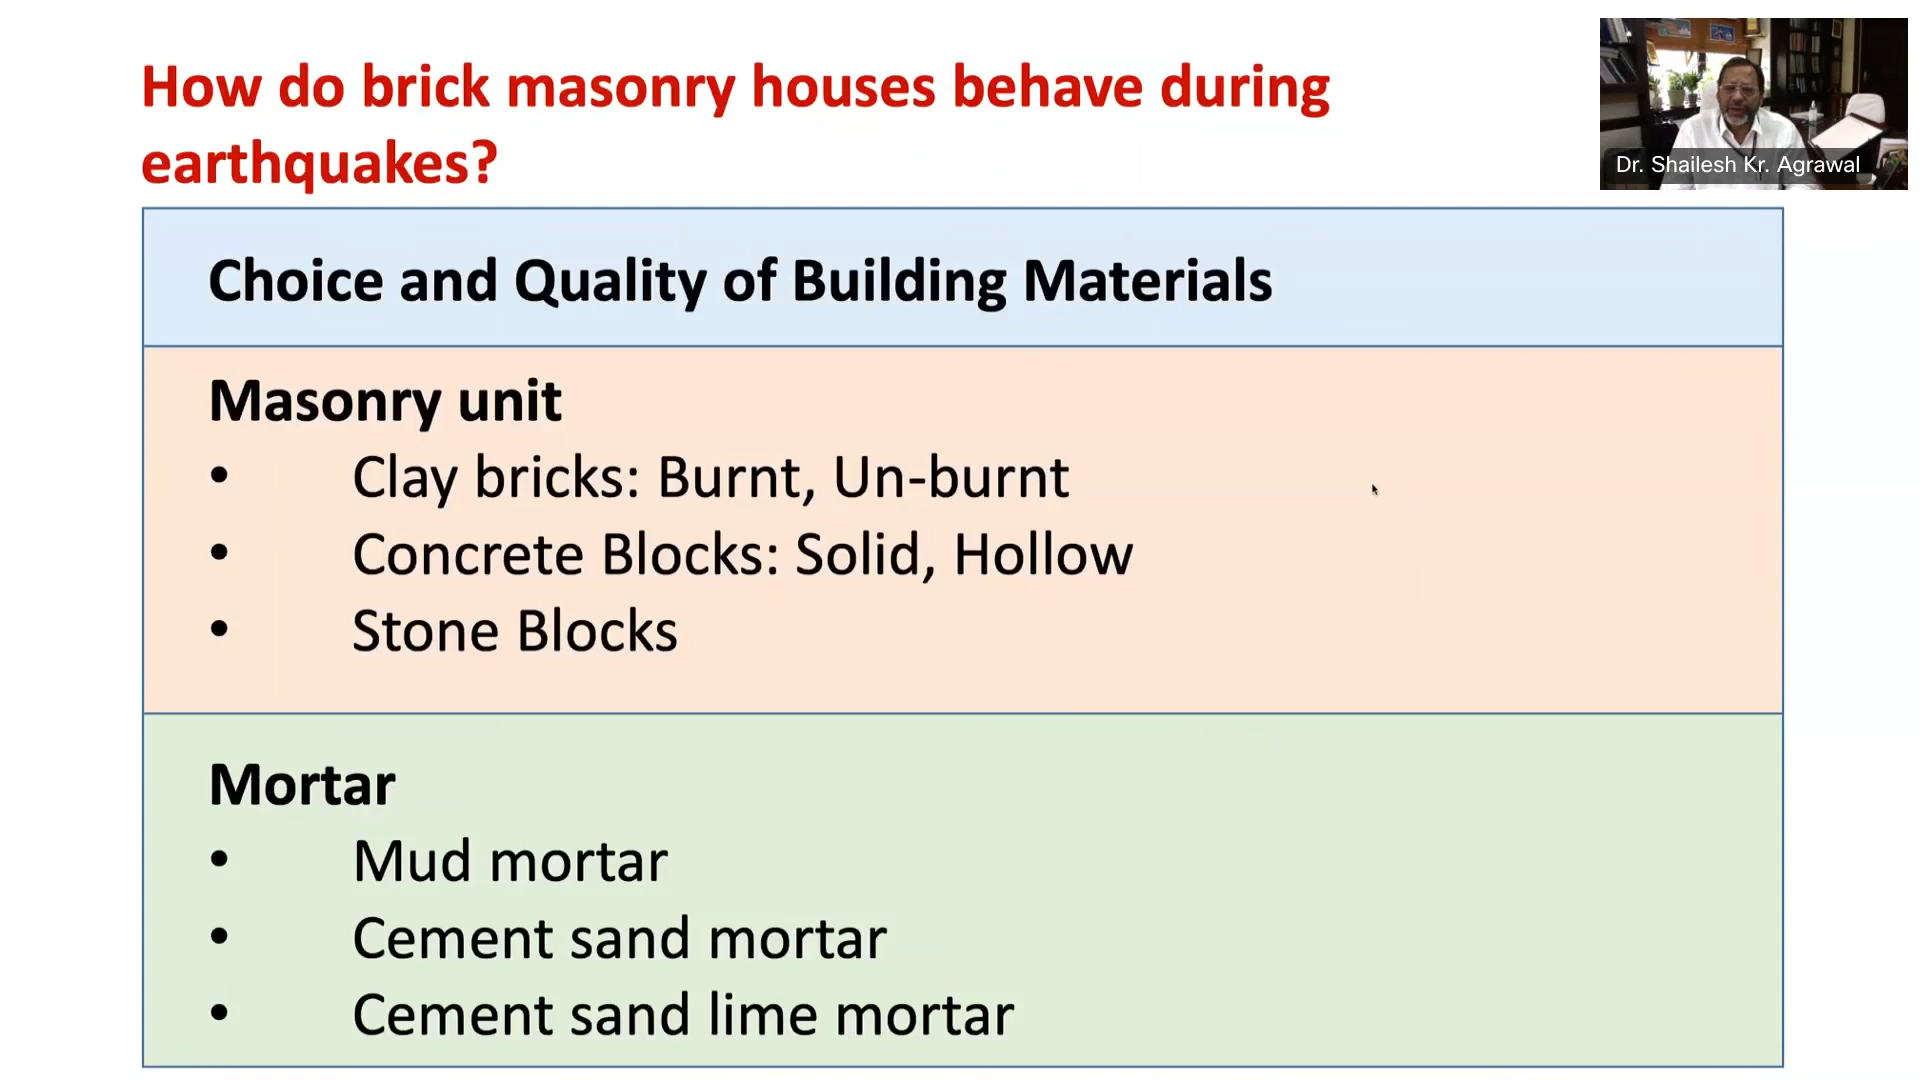 How do brick masonry houses behave during
earthquakes?
Dr. Shailesh Kr. Agrawal
Choice and Quality of Building Materials
Masonry unit
• Clay bricks: Burnt, Un-burnt
• Concrete Blocks: Solid, Hollow
• Stone Blocks
Mortar
• Mud mortar
• Cement sand mortar
• Cement sand lime mortar